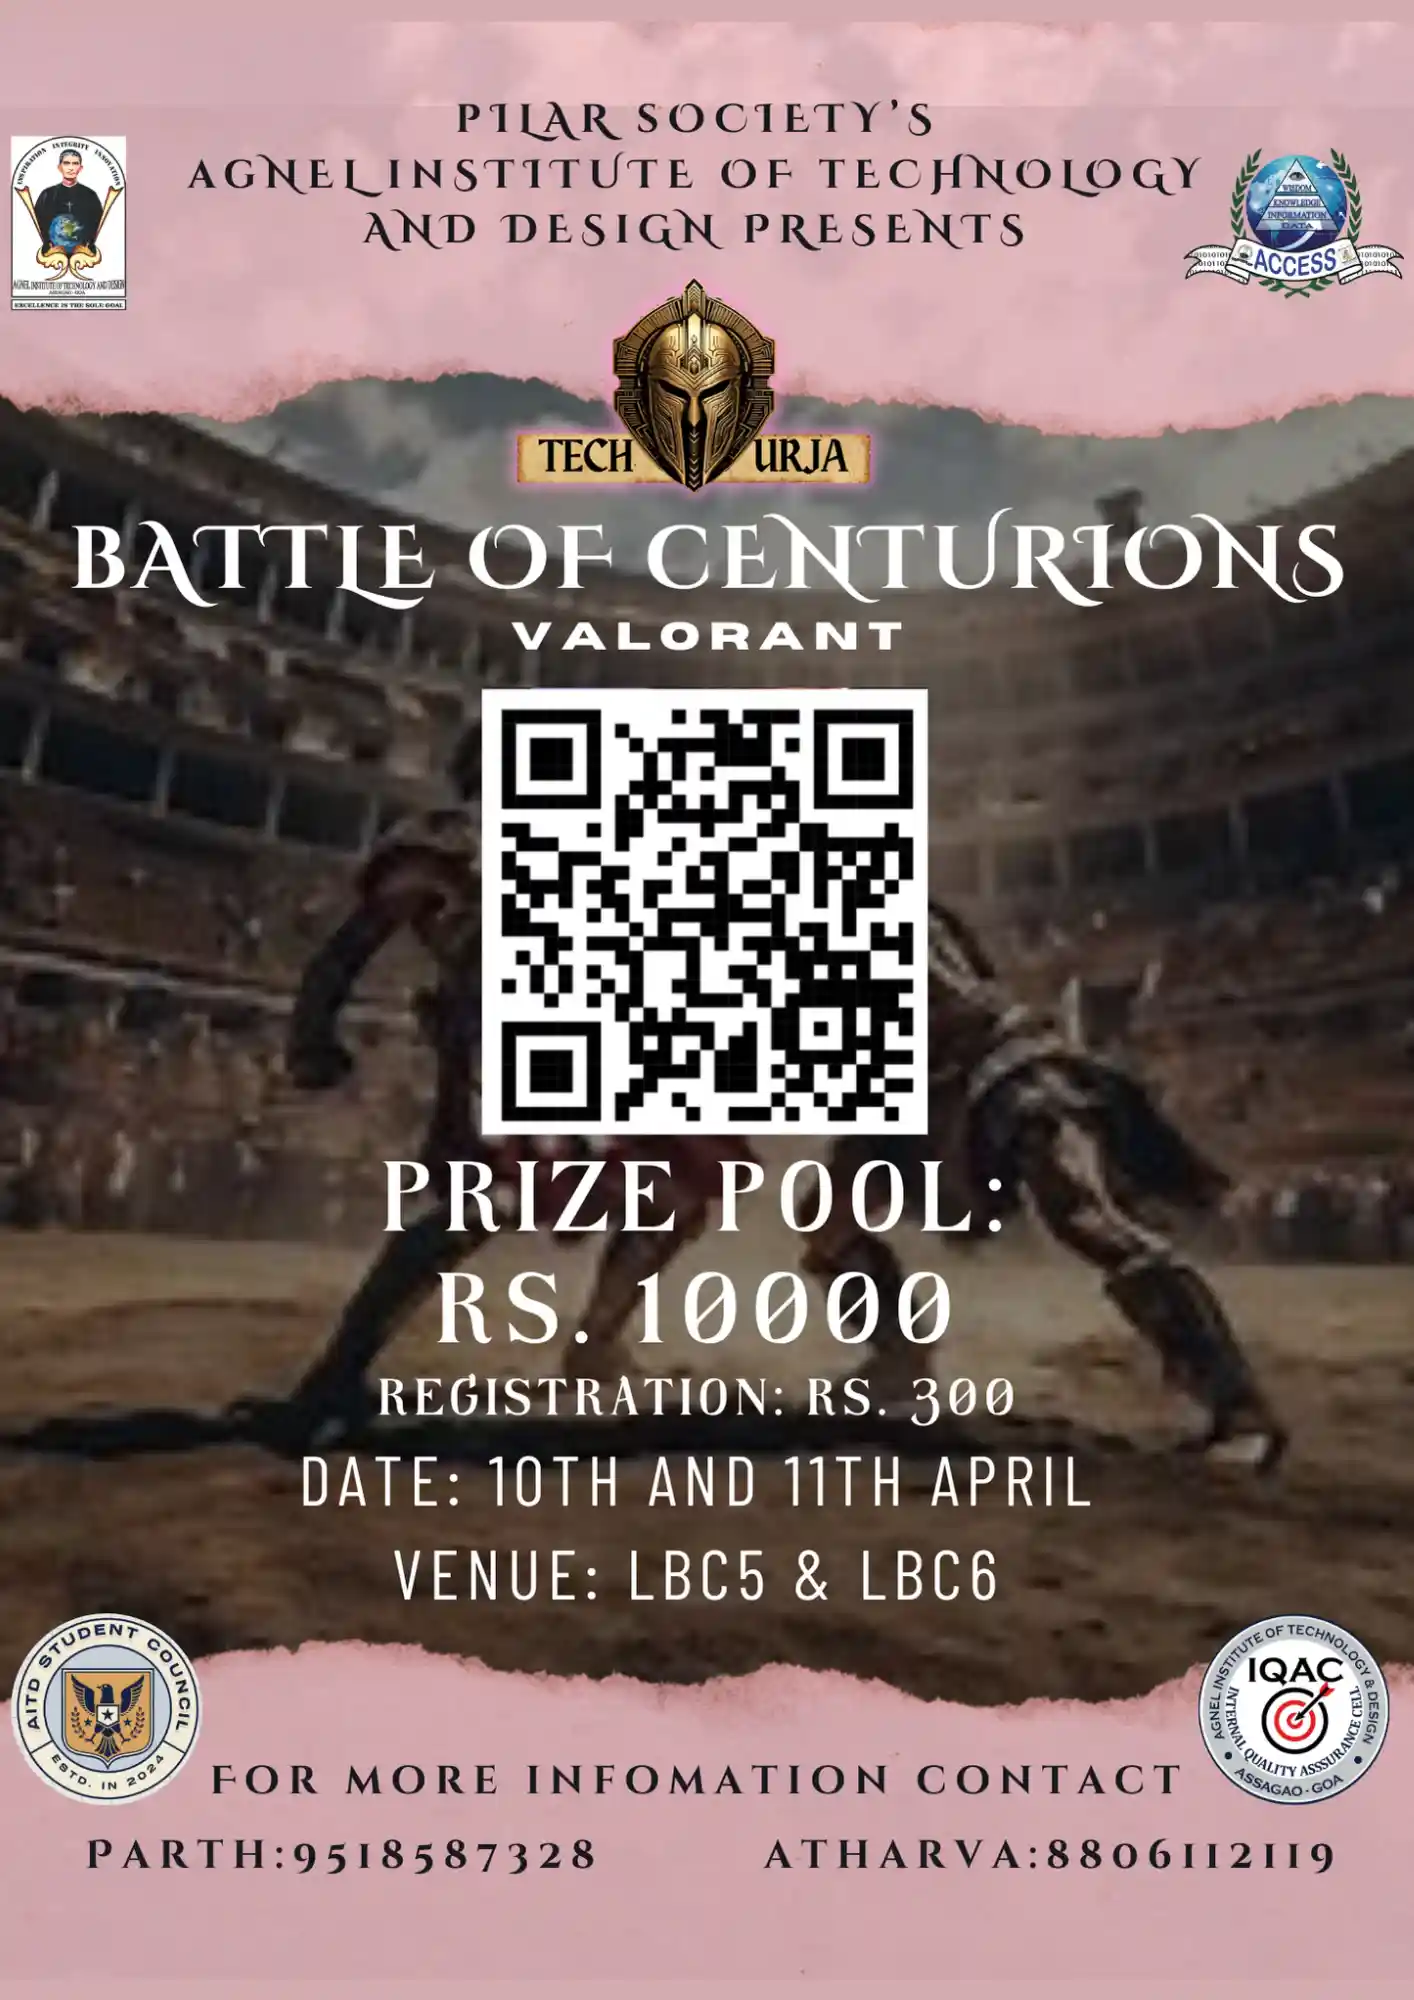 PILAR SOCIETY'S
AGNEL INSTITUTE OF TECHNOLOGY
AND DESIGN PRESENTS
INSPIRATION INTEGRITY INNOVATION
AGNEL INSTITUTE OF TECHNOLOGY AND DESIGN
ASSAGAO - GOA
EXCELLENCE IS THE SOLE GOAL
WISDOM
KNOWLEDGE
INFORMATION
DATA
ACCESS
TECH URJA
BATTLE OF CENTURIONS
VALORANT
PRIZE POOL:
RS. 10000
REGISTRATION: RS. 300
DATE: 10TH AND 11TH APRIL
VENUE: LBC5 & LBC6
AITD STUDENT COUNCIL
ESTD. IN 2024
AGNEL INSTITUTE OF TECHNOLOGY & DESIGN
IQAC
INTERNAL QUALITY ASSSURANCE CELL
ASSAGAO - GOA
FOR MORE INFOMATION CONTACT
PARTH:9518587328 ATHARVA:8806112119